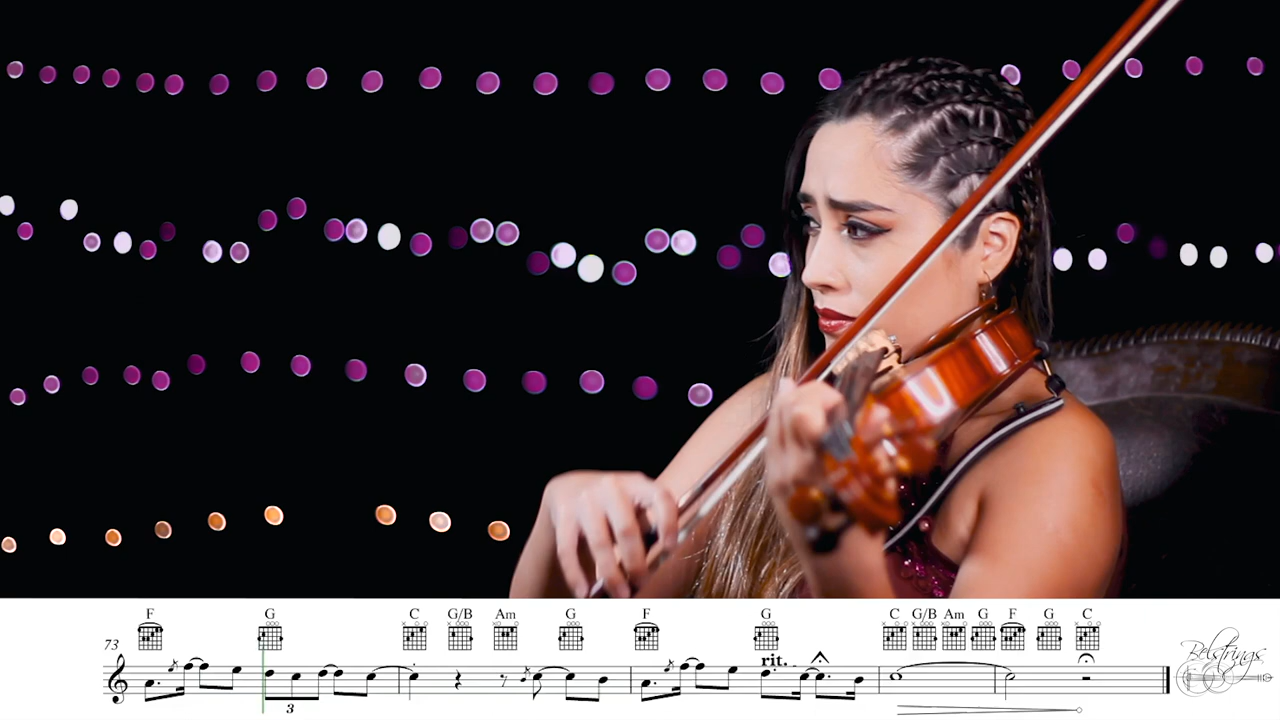 F G C G/B Am G F G C G/B Am G F G C
73
rit.
3
Belstrings